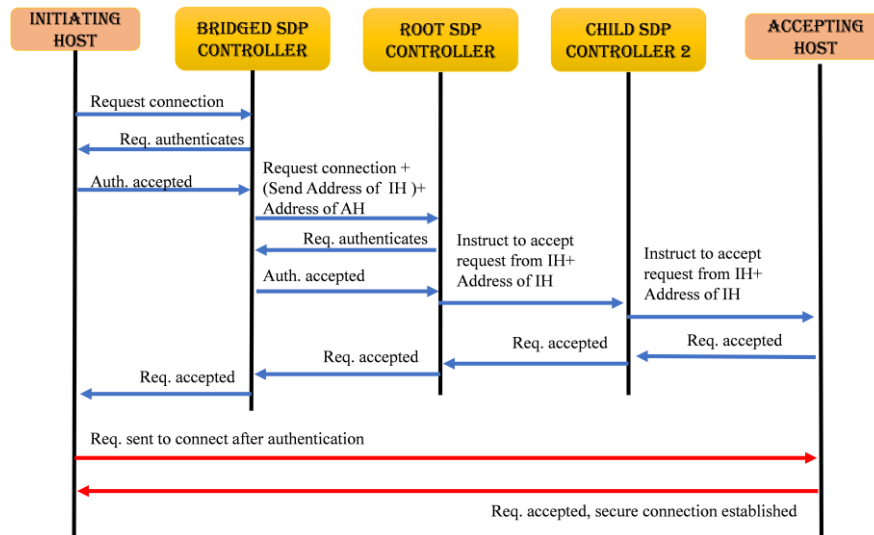 INITIATING
HOST
BRIDGED SDP
CONTROLLER
ROOT SDP
CONTROLLER
CHILD SDP
CONTROLLER 2
ACCEPTING
HOST
Request connection
Req. authenticates
Auth. accepted
Request connection +
(Send Address of IH )+
Address of AH
Req. authenticates
Auth. accepted
Instruct to accept
request from IH+
Address of IH
Instruct to accept
request from IH+
Address of IH
Req. accepted
Req. accepted
Req. accepted
Req. accepted
Req. sent to connect after authentication
Req. accepted, secure connection established